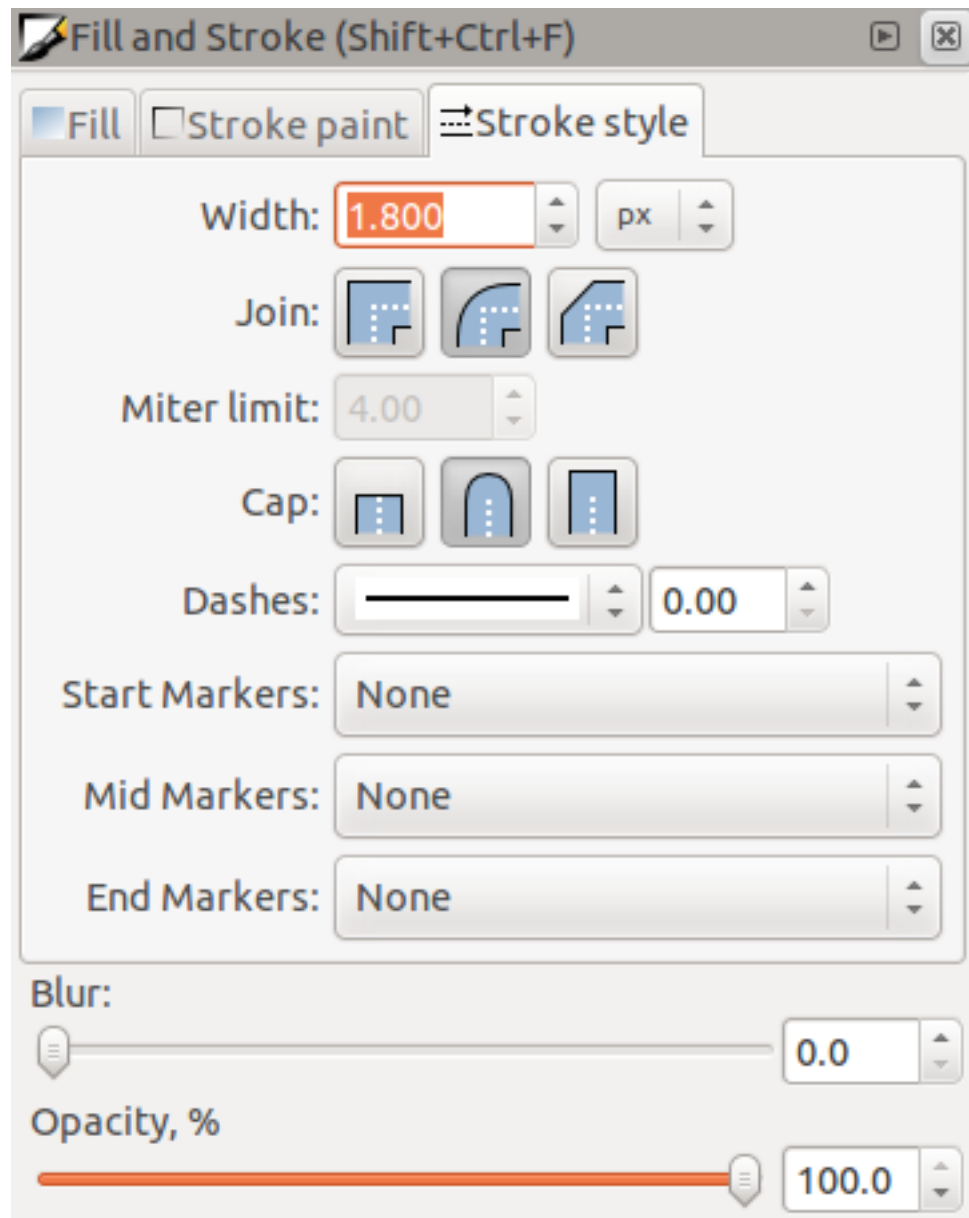 Fill and Stroke (Shift+Ctrl+F)
Fill Stroke paint Stroke style
Width: 1.800 px
Join:
Miter limit: 4.00
Cap:
Dashes: 0.00
Start Markers: None
Mid Markers: None
End Markers: None
Blur:
0.0
Opacity, %
100.0